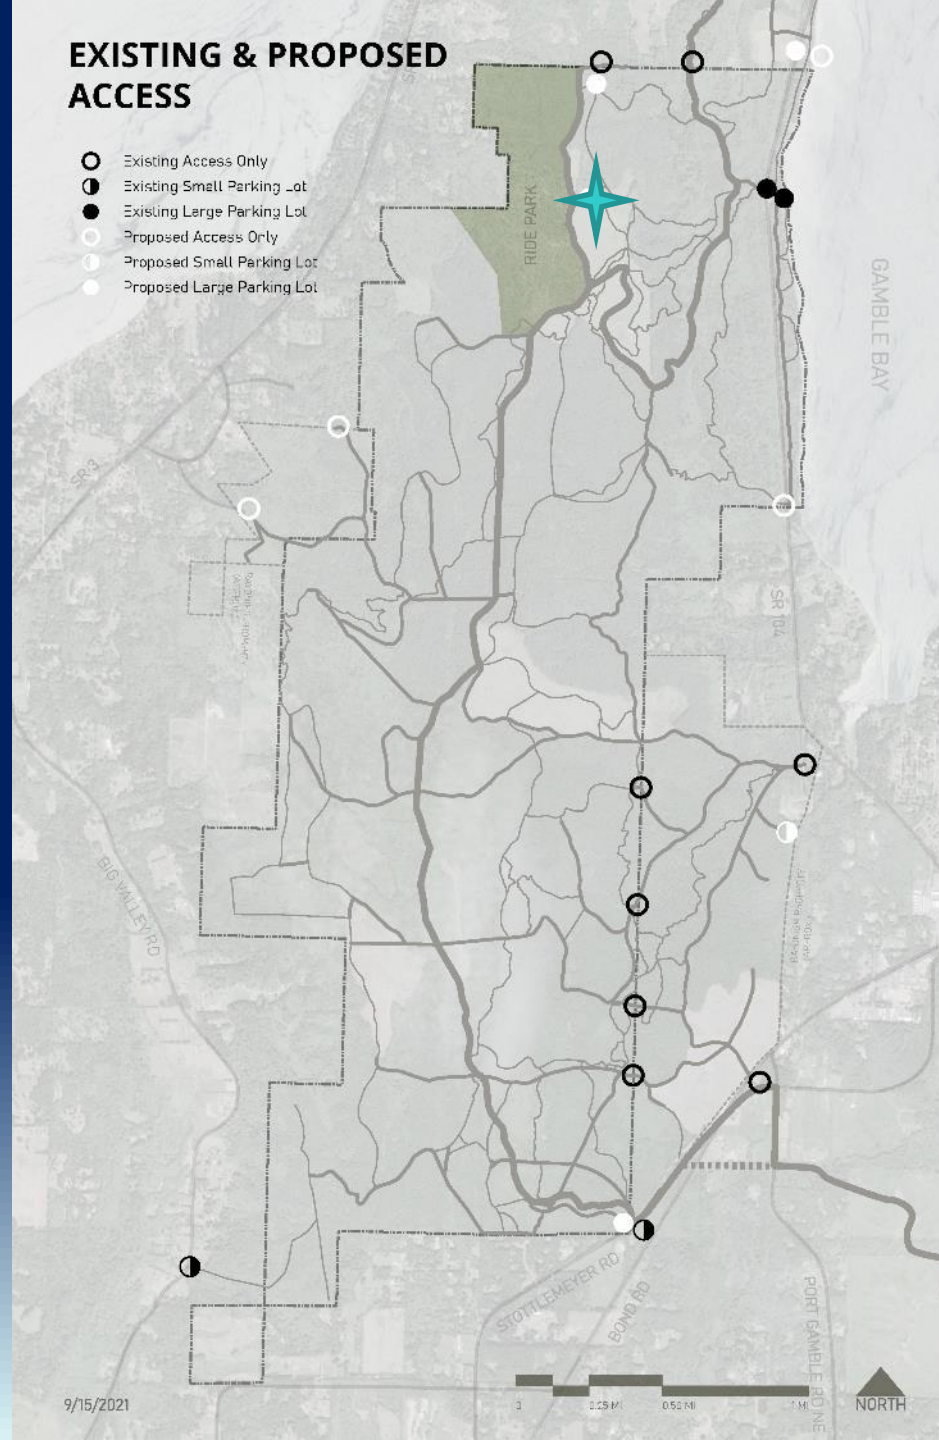 EXISTING & PROPOSED
ACCESS
Existing Access Only
Existing Small Parking Lot
Existing Large Parking Lot
Proposed Access Only
Proposed Small Parking Lot
Proposed Large Parking Lot
RIDE PARK
GAMBLE BAY
SR 3
SR 104
BIG VALLEY RD
STOTTLEMEYER RD
BOND RD
PORT GAMBLE RD NE
9/15/2021
0 0.25 MI 0.50 MI 1 MI
NORTH